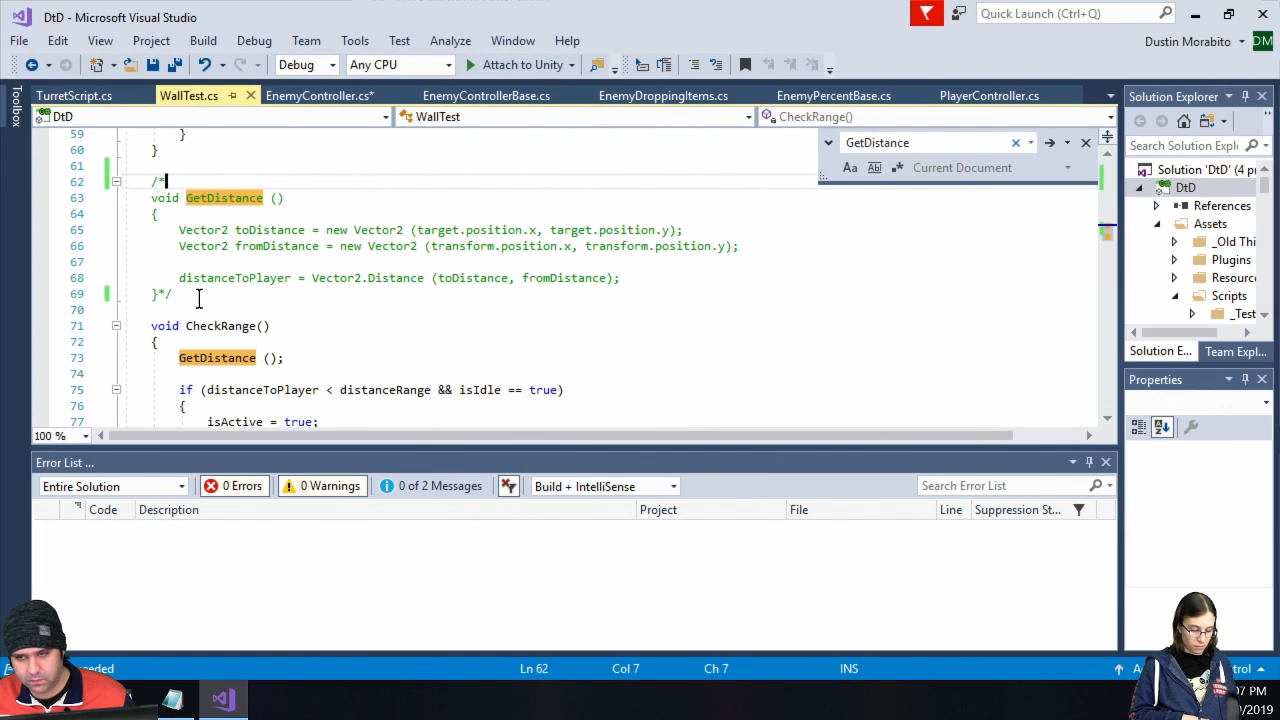 DtD - Microsoft Visual Studio
Quick Launch (Ctrl+Q)
File Edit View Project Build Debug Team Tools Test Analyze Window Help
Dustin Morabito
DM
Debug Any CPU Attach to Unity
Toolbox
TurretScript.cs WallTest.cs EnemyController.cs* EnemyControllerBase.cs EnemyDroppingItems.cs EnemyPercentBase.cs PlayerController.cs
DtD WallTest CheckRange()
GetDistance
Aa Ab Current Document
59 }
60 }
61
62 /*
63 void GetDistance ()
64 {
65 Vector2 toDistance = new Vector2 (target.position.x, target.position.y);
66 Vector2 fromDistance = new Vector2 (transform.position.x, transform.position.y);
67
68 distanceToPlayer = Vector2.Distance (toDistance, fromDistance);
69 }*/
70
71 void CheckRange()
72 {
73 GetDistance ();
74
75 if (distanceToPlayer < distanceRange && isIdle == true)
76 {
77 isActive = true;
100 %
Solution Explorer
Search Solution Expl
Solution 'DtD' (4 pr
DtD
References
Assets
_Old Thi
Plugins
Resourc
Scripts
_Test
Solution E... Team Expl...
Properties
Error List ...
Entire Solution 0 Errors 0 Warnings 0 of 2 Messages Build + IntelliSense Search Error List
Code Description Project File Line Suppression St...
eeded Ln 62 Col 7 Ch 7 INS
07 PM
/2019